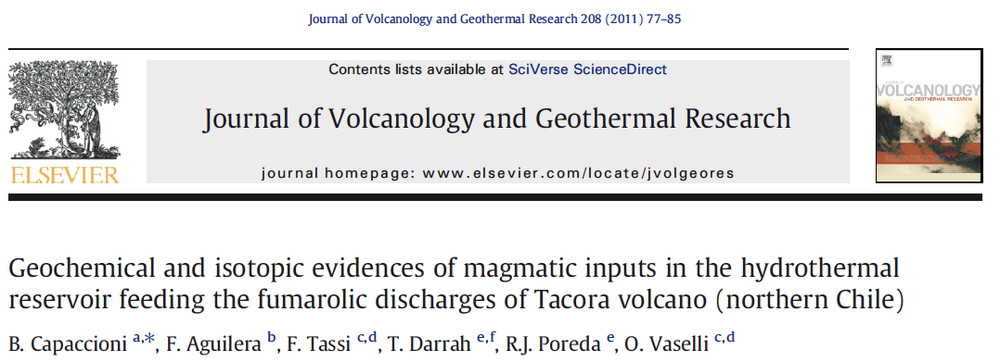 Journal of Volcanology and Geothermal Research 208 (2011) 77–85
Contents lists available at SciVerse ScienceDirect
Journal of Volcanology and Geothermal Research
journal homepage: www.elsevier.com/locate/jvolgeores
ELSEVIER
VOLCANOLOGY
AND GEOTHERMAL RESEARCH
Geochemical and isotopic evidences of magmatic inputs in the hydrothermal
reservoir feeding the fumarolic discharges of Tacora volcano (northern Chile)
B. Capaccioni a,*, F. Aguilera b, F. Tassi c,d, T. Darrah e,f, R.J. Poreda e, O. Vaselli c,d